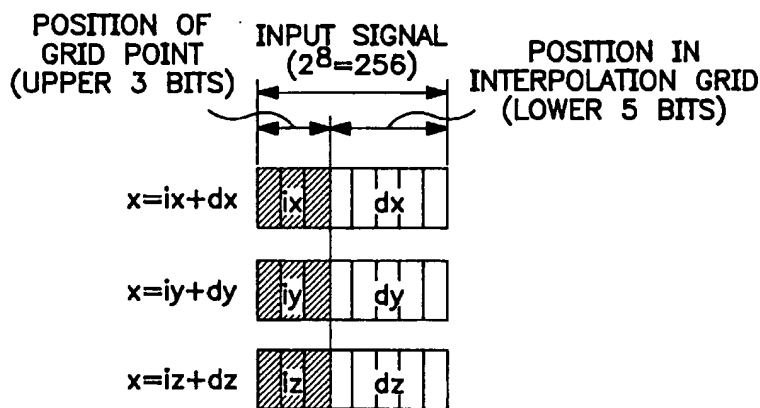 POSITION OF
GRID POINT
(UPPER 3 BITS)
INPUT SIGNAL
(2⁸=256)
POSITION IN
INTERPOLATION GRID
(LOWER 5 BITS)
x=ix+dx
ix
dx
x=iy+dy
iy
dy
x=iz+dz
iz
dz